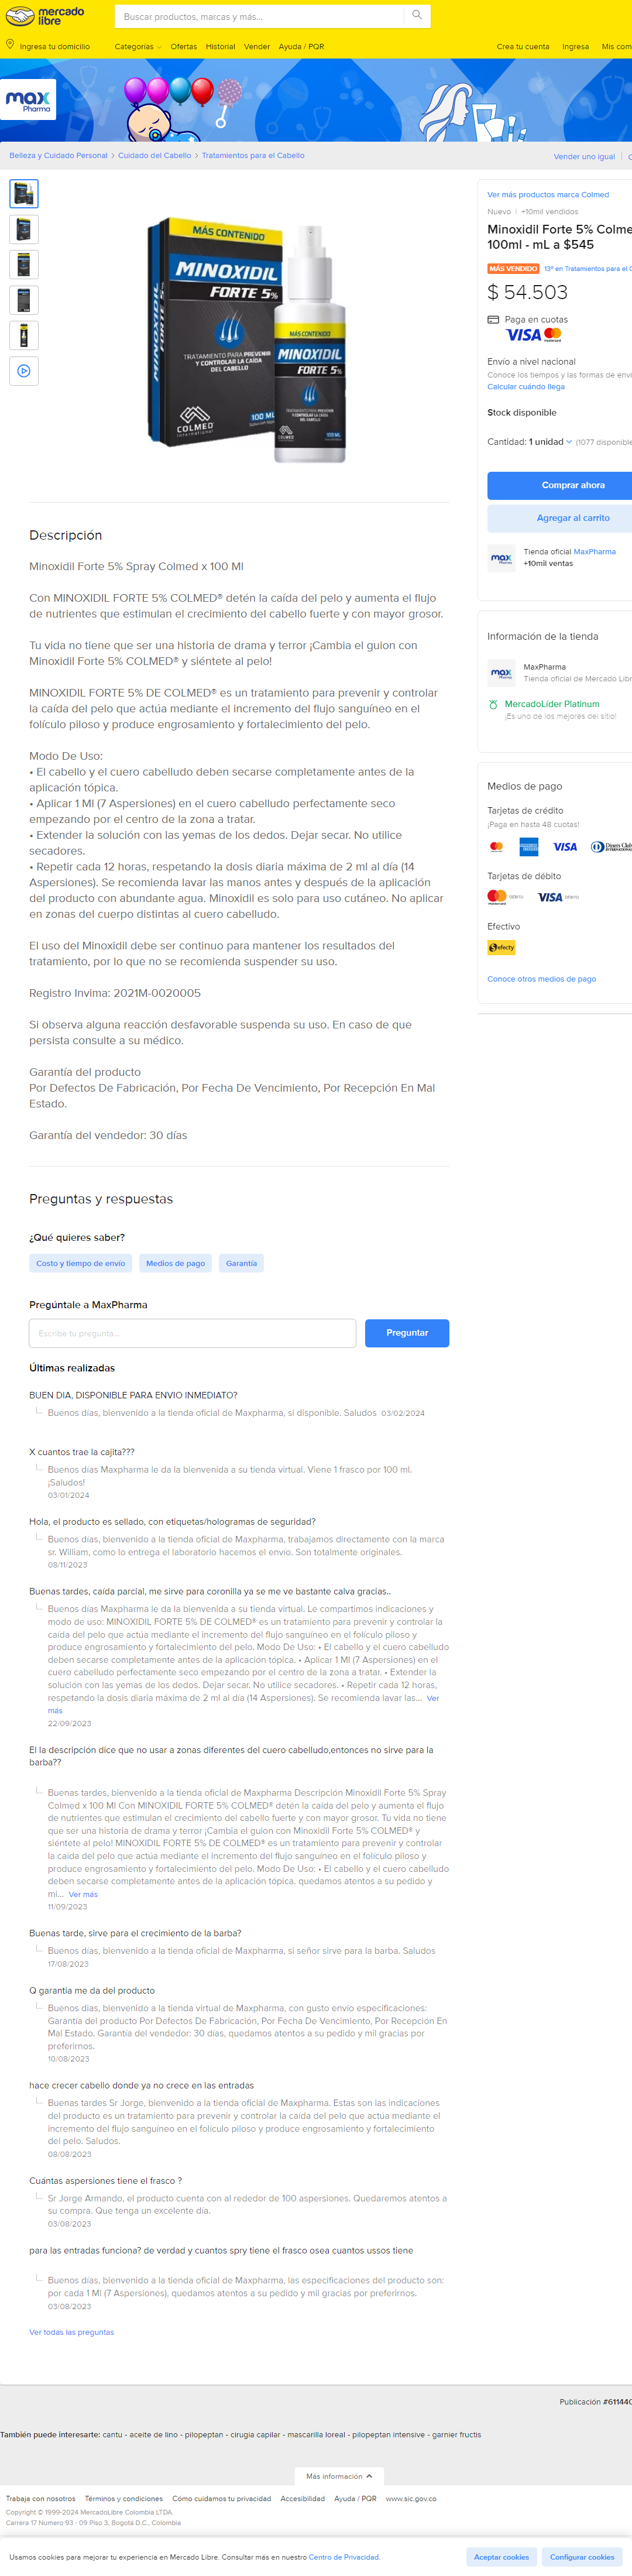 mercado
libre
Buscar productos, marcas y más...
Ingresa tu domicilio
Categorías Ofertas Historial Vender Ayuda / PQR
Crea tu cuenta Ingresa Mis com
max
Pharma
Belleza y Cuidado Personal > Cuidado del Cabello > Tratamientos para el Cabello
Vender uno igual
MÁS CONTENIDO
MINOXIDIL
FORTE 5%
TRATAMIENTO PARA PREVENIR
Y CONTROLAR LA CAÍDA
DEL CABELLO
COLMED
International
100 ML
MÁS CONTENIDO
MINOXIDIL
FORTE 5%
COLMED
100 ML
Ver más productos marca Colmed
Nuevo | +10mil vendidos
Minoxidil Forte 5% Colme
100ml - mL a $545
MÁS VENDIDO 13º en Tratamientos para el C
$ 54.503
Paga en cuotas
VISA mastercard
Envío a nivel nacional
Conoce los tiempos y las formas de enví
Calcular cuándo llega
Stock disponible
Cantidad: 1 unidad (1077 disponible
Comprar ahora
Agregar al carrito
max
Pharma
Tienda oficial MaxPharma
+10mil ventas
Información de la tienda
max
Pharma
MaxPharma
Tienda oficial de Mercado Libr
MercadoLíder Platinum
¡Es uno de los mejores del sitio!
Medios de pago
Tarjetas de crédito
¡Paga en hasta 48 cuotas!
VISA Diners Club
INTERNATIONAL
Tarjetas de débito
mastercard DEBITO VISA DEBITO
Efectivo
efecty
Conoce otros medios de pago
Descripción
Minoxidil Forte 5% Spray Colmed x 100 Ml
Con MINOXIDIL FORTE 5% COLMED® detén la caída del pelo y aumenta el flujo
de nutrientes que estimulan el crecimiento del cabello fuerte y con mayor grosor.
Tu vida no tiene que ser una historia de drama y terror ¡Cambia el guion con
Minoxidil Forte 5% COLMED® y siéntete al pelo!
MINOXIDIL FORTE 5% DE COLMED® es un tratamiento para prevenir y controlar
la caída del pelo que actúa mediante el incremento del flujo sanguíneo en el
folículo piloso y produce engrosamiento y fortalecimiento del pelo.
Modo De Uso:
• El cabello y el cuero cabelludo deben secarse completamente antes de la
aplicación tópica.
• Aplicar 1 Ml (7 Aspersiones) en el cuero cabelludo perfectamente seco
empezando por el centro de la zona a tratar.
• Extender la solución con las yemas de los dedos. Dejar secar. No utilice
secadores.
• Repetir cada 12 horas, respetando la dosis diaria máxima de 2 ml al día (14
Aspersiones). Se recomienda lavar las manos antes y después de la aplicación
del producto con abundante agua. Minoxidil es solo para uso cutáneo. No aplicar
en zonas del cuerpo distintas al cuero cabelludo.
El uso del Minoxidil debe ser continuo para mantener los resultados del
tratamiento, por lo que no se recomienda suspender su uso.
Registro Invima: 2021M-0020005
Si observa alguna reacción desfavorable suspenda su uso. En caso de que
persista consulte a su médico.
Garantía del producto
Por Defectos De Fabricación, Por Fecha De Vencimiento, Por Recepción En Mal
Estado.
Garantía del vendedor: 30 días
Preguntas y respuestas
¿Qué quieres saber?
Costo y tiempo de envío Medios de pago Garantía
Pregúntale a MaxPharma
Escribe tu pregunta...
Preguntar
Últimas realizadas
BUEN DIA, DISPONIBLE PARA ENVIO INMEDIATO?
Buenos días, bienvenido a la tienda oficial de Maxpharma, si disponible. Saludos 03/02/2024
X cuantos trae la cajita???
Buenos días Maxpharma le da la bienvenida a su tienda virtual. Viene 1 frasco por 100 ml.
¡Saludos!
03/01/2024
Hola, el producto es sellado, con etiquetas/hologramas de seguridad?
Buenos días, bienvenido a la tienda oficial de Maxpharma, trabajamos directamente con la marca
sr. William, como lo entrega el laboratorio hacemos el envio. Son totalmente originales.
08/11/2023
Buenas tardes, caída parcial, me sirve para coronilla ya se me ve bastante calva gracias..
Buenos días Maxpharma le da la bienvenida a su tienda virtual. Le compartimos indicaciones y
modo de uso: MINOXIDIL FORTE 5% DE COLMED® es un tratamiento para prevenir y controlar la
caída del pelo que actúa mediante el incremento del flujo sanguíneo en el folículo piloso y
produce engrosamiento y fortalecimiento del pelo. Modo De Uso: • El cabello y el cuero cabelludo
deben secarse completamente antes de la aplicación tópica. • Aplicar 1 Ml (7 Aspersiones) en el
cuero cabelludo perfectamente seco empezando por el centro de la zona a tratar. • Extender la
solución con las yemas de los dedos. Dejar secar. No utilice secadores. • Repetir cada 12 horas,
respetando la dosis diaria máxima de 2 ml al día (14 Aspersiones). Se recomienda lavar las... Ver
más
22/09/2023
El la descripción dice que no usar a zonas diferentes del cuero cabelludo,entonces no sirve para la
barba??
Buenas tardes, bienvenido a la tienda oficial de Maxpharma Descripción Minoxidil Forte 5% Spray
Colmed x 100 Ml Con MINOXIDIL FORTE 5% COLMED® detén la caída del pelo y aumenta el flujo
de nutrientes que estimulan el crecimiento del cabello fuerte y con mayor grosor. Tu vida no tiene
que ser una historia de drama y terror ¡Cambia el guion con Minoxidil Forte 5% COLMED® y
siéntete al pelo! MINOXIDIL FORTE 5% DE COLMED® es un tratamiento para prevenir y controlar
la caída del pelo que actúa mediante el incremento del flujo sanguíneo en el folículo piloso y
produce engrosamiento y fortalecimiento del pelo. Modo De Uso: • El cabello y el cuero cabelludo
deben secarse completamente antes de la aplicación tópica. quedamos atentos a su pedido y
mi... Ver más
11/09/2023
Buenas tarde, sirve para el crecimiento de la barba?
Buenos días, bienvenido a la tienda oficial de Maxpharma, si señor sirve para la barba. Saludos
17/08/2023
Q garantia me da del producto
Buenos dias, bienvenido a la tienda virtual de Maxpharma, con gusto envio especificaciones:
Garantía del producto Por Defectos De Fabricación, Por Fecha De Vencimiento, Por Recepción En
Mal Estado. Garantía del vendedor: 30 días, quedamos atentos a su pedido y mil gracias por
preferirnos.
10/08/2023
hace crecer cabello donde ya no crece en las entradas
Buenas tardes Sr Jorge, bienvenido a la tienda oficial de Maxpharma. Estas son las indicaciones
del producto es un tratamiento para prevenir y controlar la caída del pelo que actúa mediante el
incremento del flujo sanguíneo en el folículo piloso y produce engrosamiento y fortalecimiento
del pelo. Saludos.
08/08/2023
Cuántas aspersiones tiene el frasco ?
Sr Jorge Armando, el producto cuenta con al rededor de 100 aspersiones. Quedaremos atentos a
su compra. Que tenga un excelente día.
03/08/2023
para las entradas funciona? de verdad y cuantos spry tiene el frasco osea cuantos ussos tiene
Buenos días, bienvenido a la tienda oficial de Maxpharma, las especificaciones del producto son:
por cada 1 Ml (7 Aspersiones), quedamos atentos a su pedido y mil gracias por preferirnos.
03/08/2023
Ver todas las preguntas
Publicación #61144
También puede interesarte: cantu - aceite de lino - pilopeptan - cirugia capilar - mascarilla loreal - pilopeptan intensive - garnier fructis
Más información
Trabaja con nosotros Términos y condiciones Cómo cuidamos tu privacidad Accesibilidad Ayuda / PQR www.sic.gov.co
Copyright © 1999-2024 MercadoLibre Colombia LTDA.
Carrera 17 Numero 93 - 09 Piso 3, Bogotá D.C., Colombia
Usamos cookies para mejorar tu experiencia en Mercado Libre. Consultar más en nuestro Centro de Privacidad.
Aceptar cookies Configurar cookies